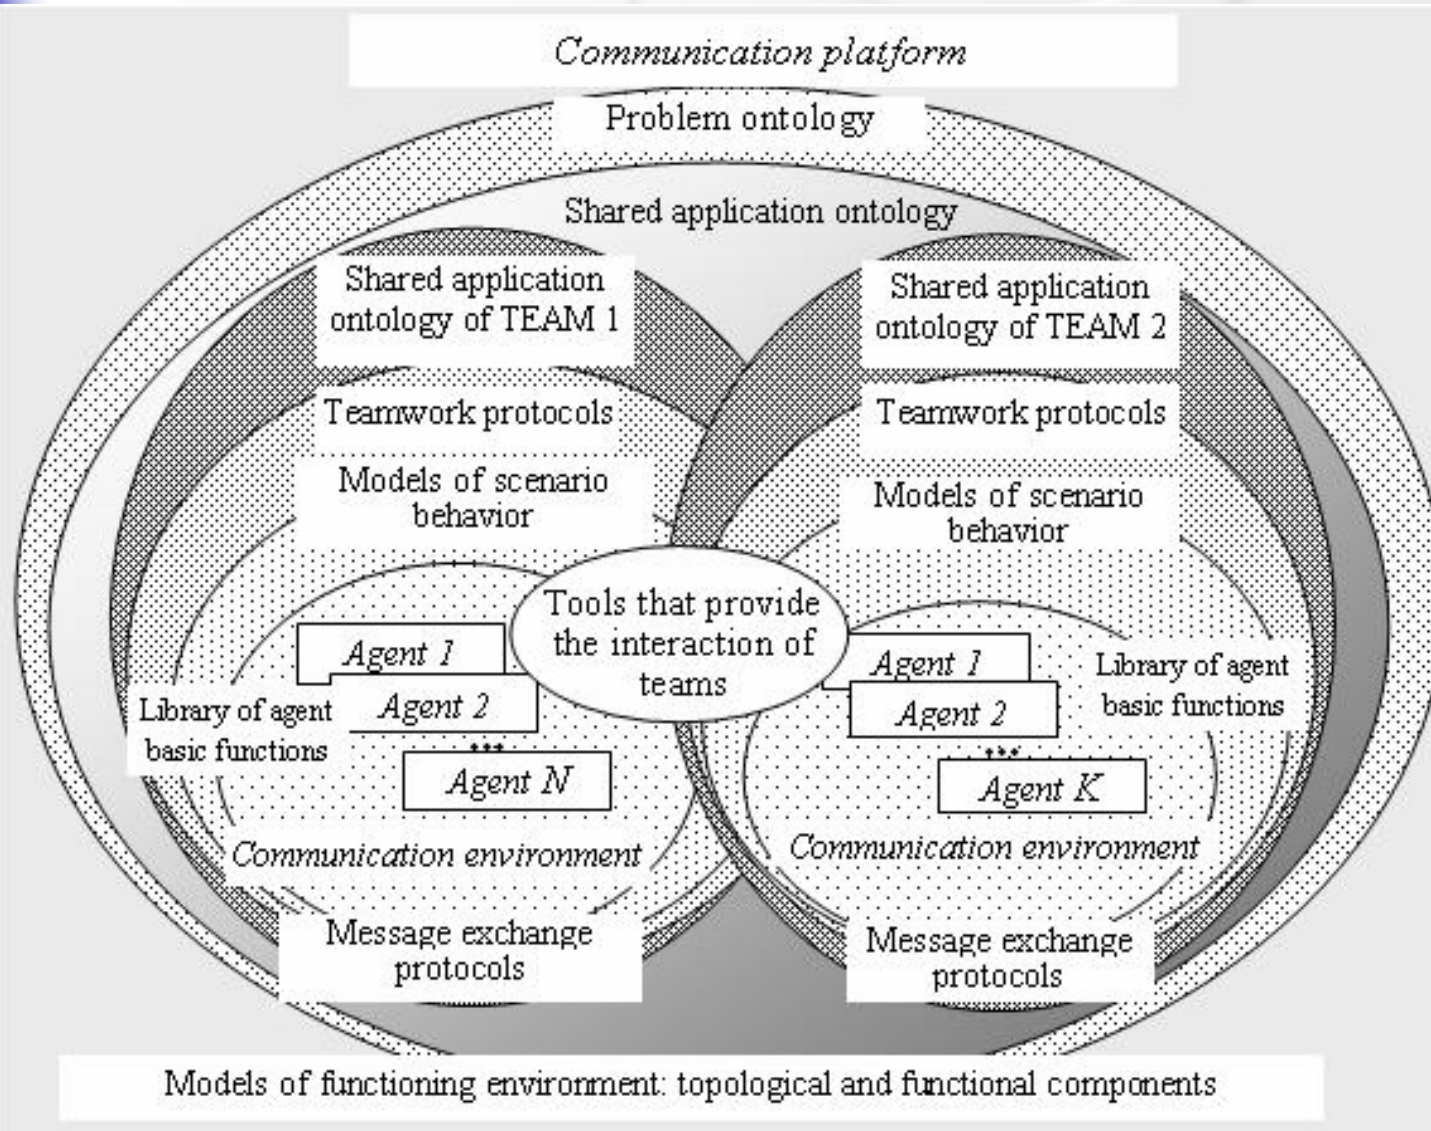 Communication platform
Problem ontology
Shared application ontology
Shared application
ontology of TEAM 1
Teamwork protocols
Models of scenario
behavior
Agent 1
Agent 2
...
Agent N
Library of agent
basic functions
Communication environment
Message exchange
protocols
Tools that provide
the interaction of
teams
Shared application
ontology of TEAM 2
Teamwork protocols
Models of scenario
behavior
Agent 1
Agent 2
...
Agent K
Library of agent
basic functions
Communication environment
Message exchange
protocols
Models of functioning environment: topological and functional components